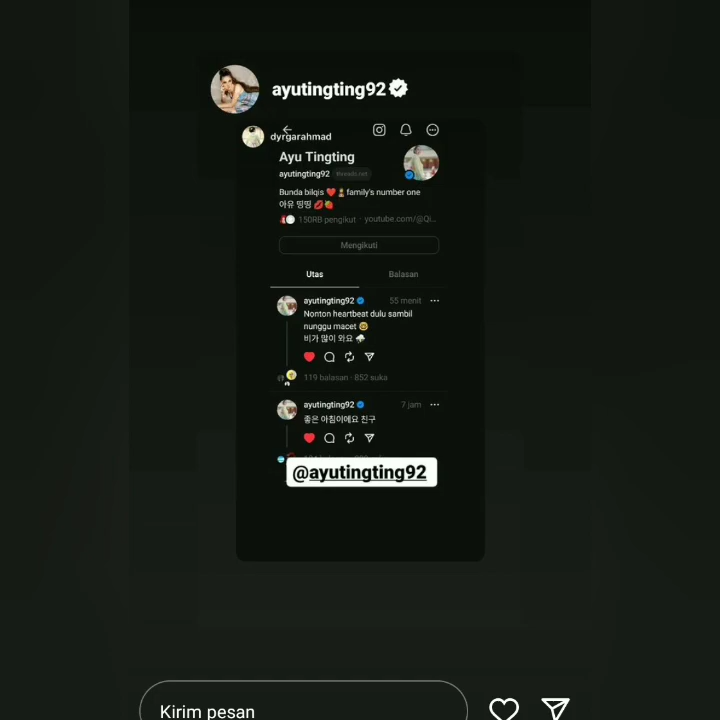 ayutingting92
dyrgarahmad
Ayu Tingting
ayutingting92 threads.net
Bunda bilqis ❤️ 👩‍👧 family's number one
아유 띵띵 💋🍓
150RB pengikut · youtube.com/@Qi...
Mengikuti
Utas Balasan
ayutingting92 55 menit
Nonton heartbeat dulu sambil
nunggu macet 🤓
비가 많이 와요 🌧️
119 balasan · 852 suka
ayutingting92 7 jam
좋은 아침이에요 친구
@ayutingting92
Kirim pesan